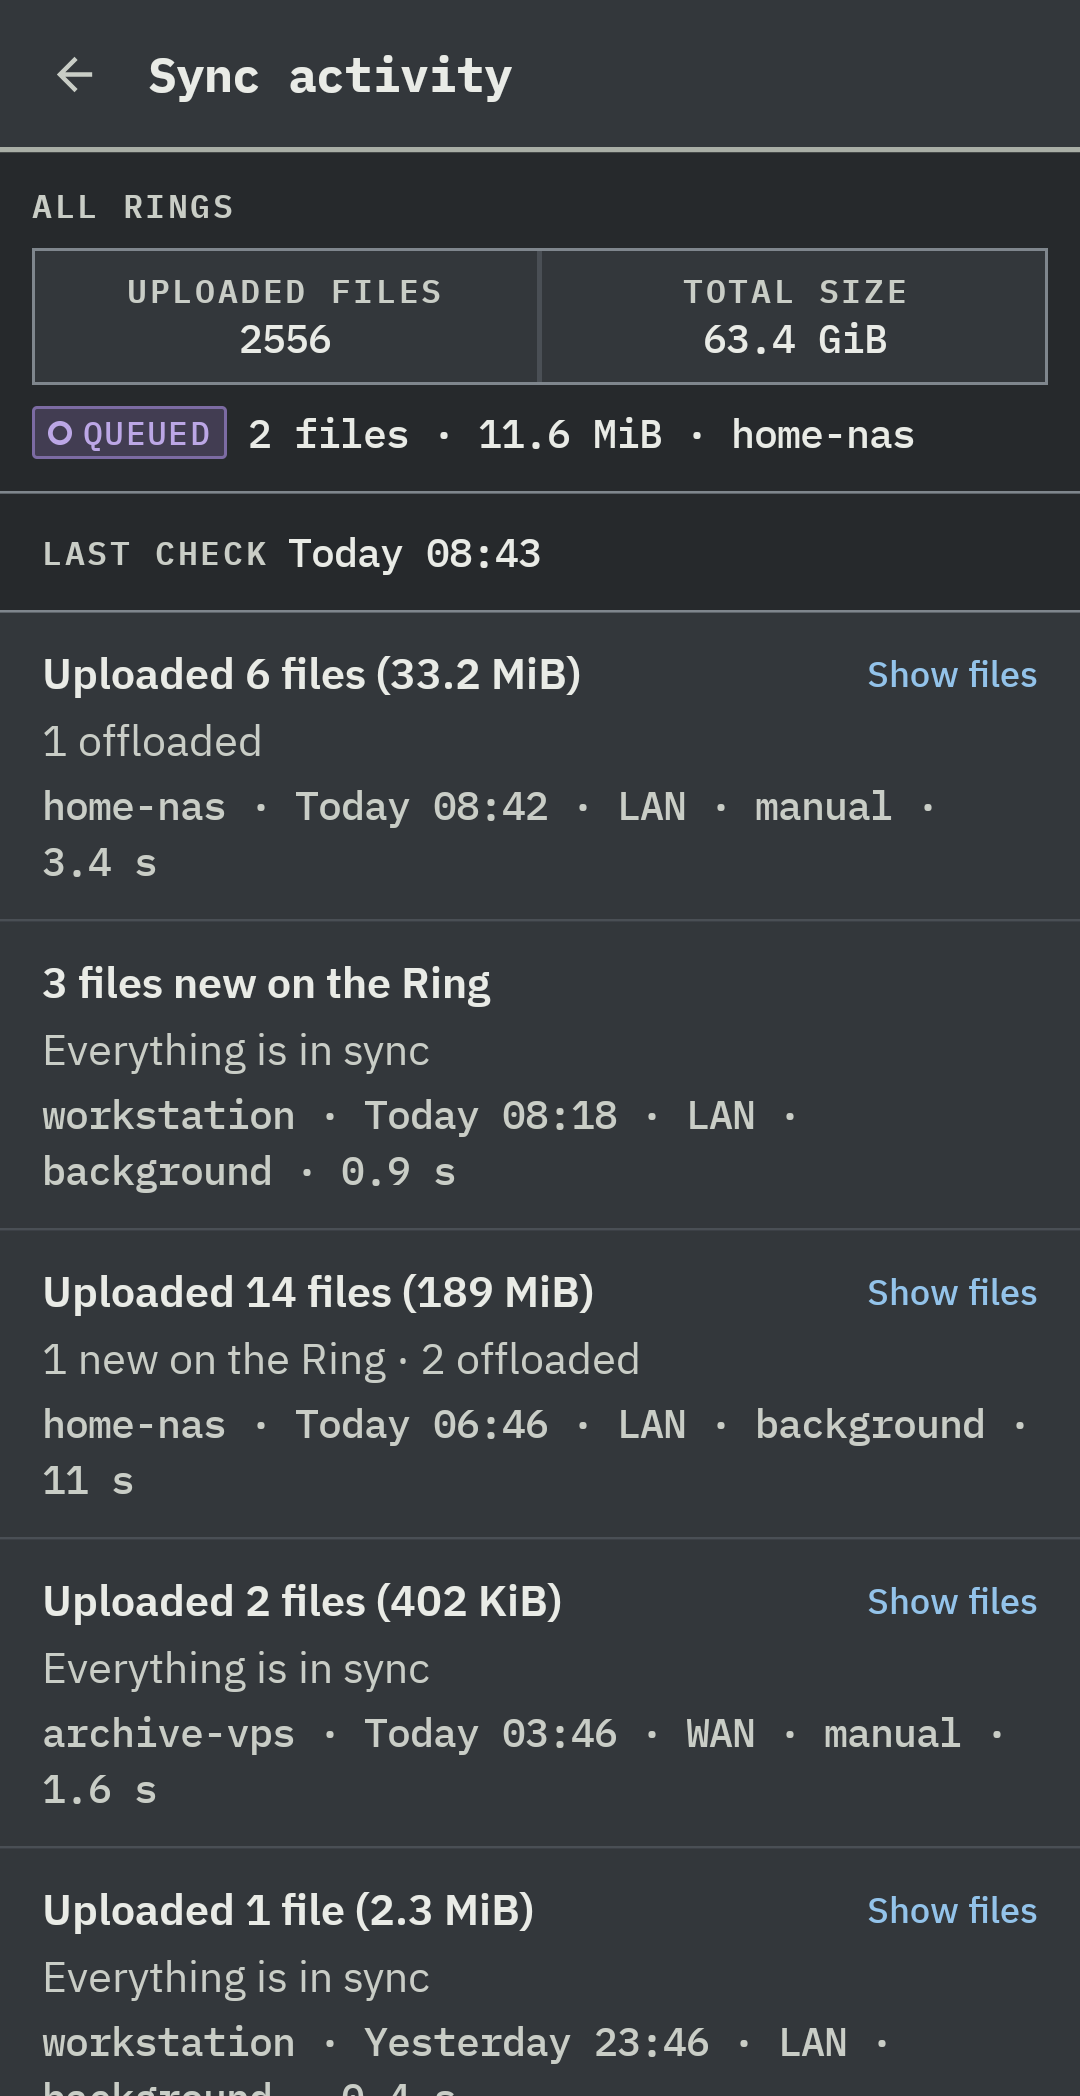 Sync activity
ALL RINGS
UPLOADED FILES
2556
TOTAL SIZE
63.4 GiB
QUEUED 2 files · 11.6 MiB · home-nas
LAST CHECK Today 08:43
Uploaded 6 files (33.2 MiB) Show files
1 offloaded
home-nas · Today 08:42 · LAN · manual ·
3.4 s
3 files new on the Ring
Everything is in sync
workstation · Today 08:18 · LAN ·
background · 0.9 s
Uploaded 14 files (189 MiB) Show files
1 new on the Ring · 2 offloaded
home-nas · Today 06:46 · LAN · background ·
11 s
Uploaded 2 files (402 KiB) Show files
Everything is in sync
archive-vps · Today 03:46 · WAN · manual ·
1.6 s
Uploaded 1 file (2.3 MiB) Show files
Everything is in sync
workstation · Yesterday 23:46 · LAN ·
background · 0.4 s